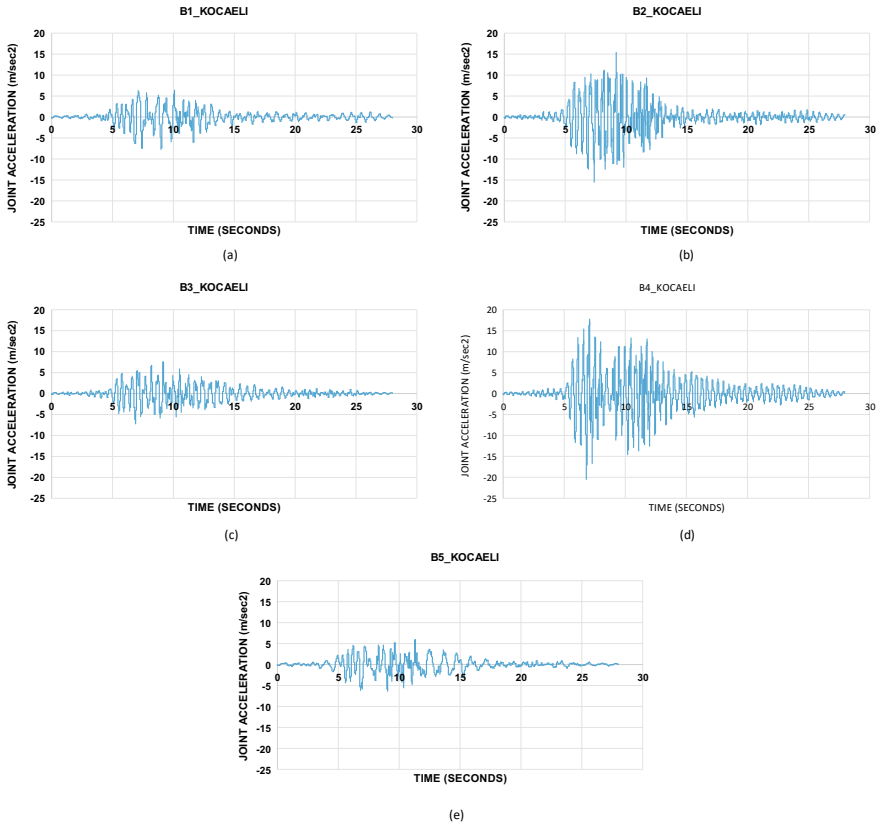 B1_KOCAELI
JOINT ACCELERATION (m/sec2)
20
15
10
5
0
-5
-10
-15
-20
-25
0 5 10 15 20 25 30
TIME (SECONDS)
(a)
B2_KOCAELI
JOINT ACCELERATION (m/sec2)
20
15
10
5
0
-5
-10
-15
-20
-25
0 5 10 15 20 25 30
TIME (SECONDS)
(b)
B3_KOCAELI
JOINT ACCELERATION (m/sec2)
20
15
10
5
0
-5
-10
-15
-20
-25
0 5 10 15 20 25 30
TIME (SECONDS)
(c)
B4_KOCAELI
JOINT ACCELERATION (m/sec2)
20
15
10
5
0
-5
-10
-15
-20
-25
0 5 10 15 20 25 30
TIME (SECONDS)
(d)
B5_KOCAELI
JOINT ACCELERATION (m/sec2)
20
15
10
5
0
-5
-10
-15
-20
-25
0 5 10 15 20 25 30
TIME (SECONDS)
(e)